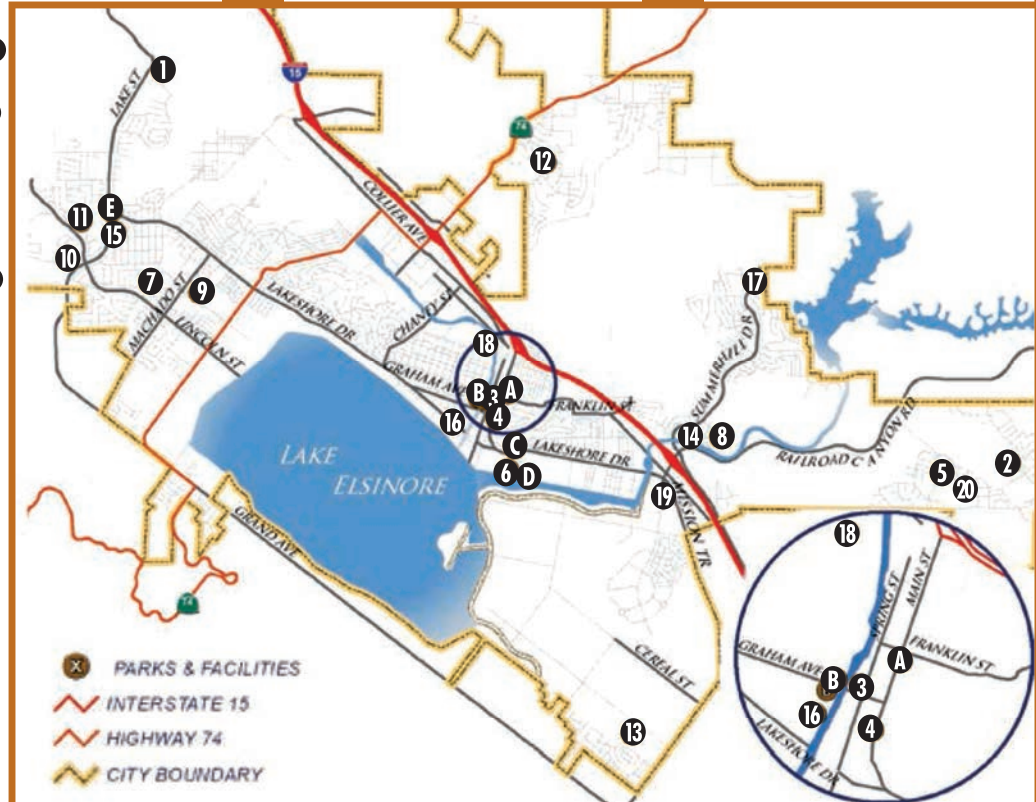 1
LAKE ST
15
74
12
COLLIER AVE
E
11
15
10
7
9
MACHADO ST
LINCOLN ST
LAKESHORE DR
CHANEY ST
17
SUMMERHILL DR
18
GRAHAM AVE
B
3
A
4
FRANKLIN ST
16
C
LAKESHORE DR
14
8
RAILROAD CANYON RD
6
D
19
MISSION TR
5
20
2
LAKE
ELSINORE
GRAND AVE
74
CEREAL ST
13
18
SPRING ST
MAIN ST
GRAHAM AVE
FRANKLIN ST
A
B
3
16
4
LAKESHORE DR
X PARKS & FACILITIES
INTERSTATE 15
HIGHWAY 74
CITY BOUNDARY